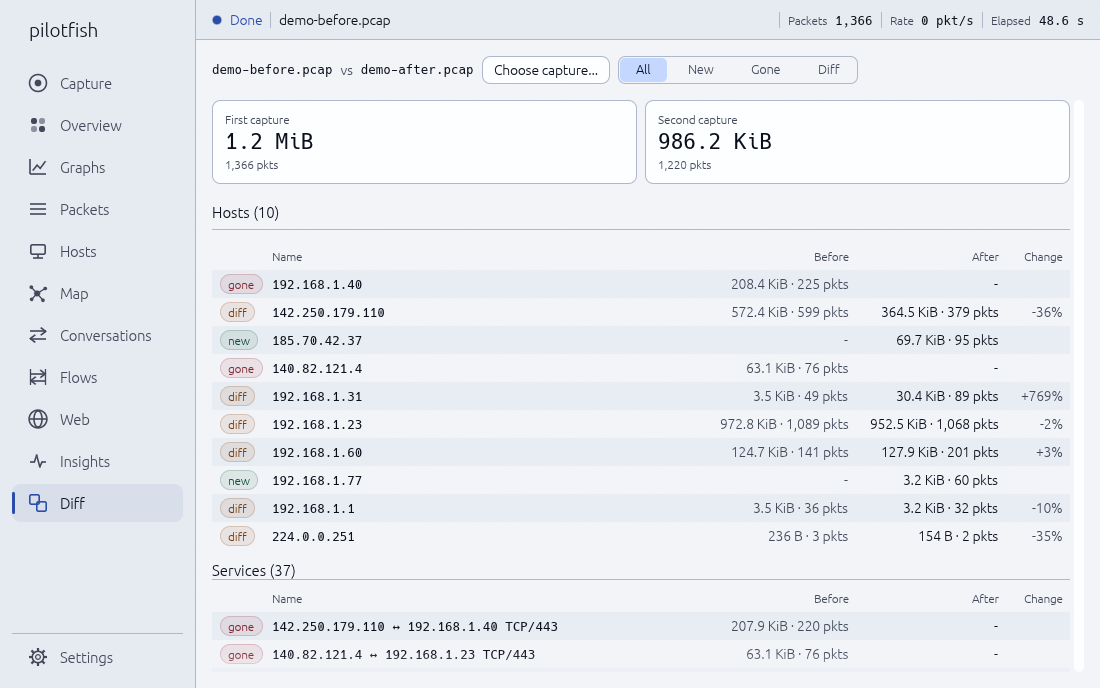 pilotfish
Done demo-before.pcap Packets 1,366 Rate 0 pkt/s Elapsed 48.6 s
Capture
Overview
Graphs
Packets
Hosts
Map
Conversations
Flows
Web
Insights
Diff
Settings
demo-before.pcap vs demo-after.pcap Choose capture... All New Gone Diff
First capture
1.2 MiB
1,366 pkts
Second capture
986.2 KiB
1,220 pkts
Hosts (10)
Name Before After Change
gone 192.168.1.40 208.4 KiB · 225 pkts -
diff 142.250.179.110 572.4 KiB · 599 pkts 364.5 KiB · 379 pkts -36%
new 185.70.42.37 - 69.7 KiB · 95 pkts
gone 140.82.121.4 63.1 KiB · 76 pkts -
diff 192.168.1.31 3.5 KiB · 49 pkts 30.4 KiB · 89 pkts +769%
diff 192.168.1.23 972.8 KiB · 1,089 pkts 952.5 KiB · 1,068 pkts -2%
diff 192.168.1.60 124.7 KiB · 141 pkts 127.9 KiB · 201 pkts +3%
new 192.168.1.77 - 3.2 KiB · 60 pkts
diff 192.168.1.1 3.5 KiB · 36 pkts 3.2 KiB · 32 pkts -10%
diff 224.0.0.251 236 B · 3 pkts 154 B · 2 pkts -35%
Services (37)
Name Before After Change
gone 142.250.179.110 ↔ 192.168.1.40 TCP/443 207.9 KiB · 220 pkts -
gone 140.82.121.4 ↔ 192.168.1.23 TCP/443 63.1 KiB · 76 pkts -